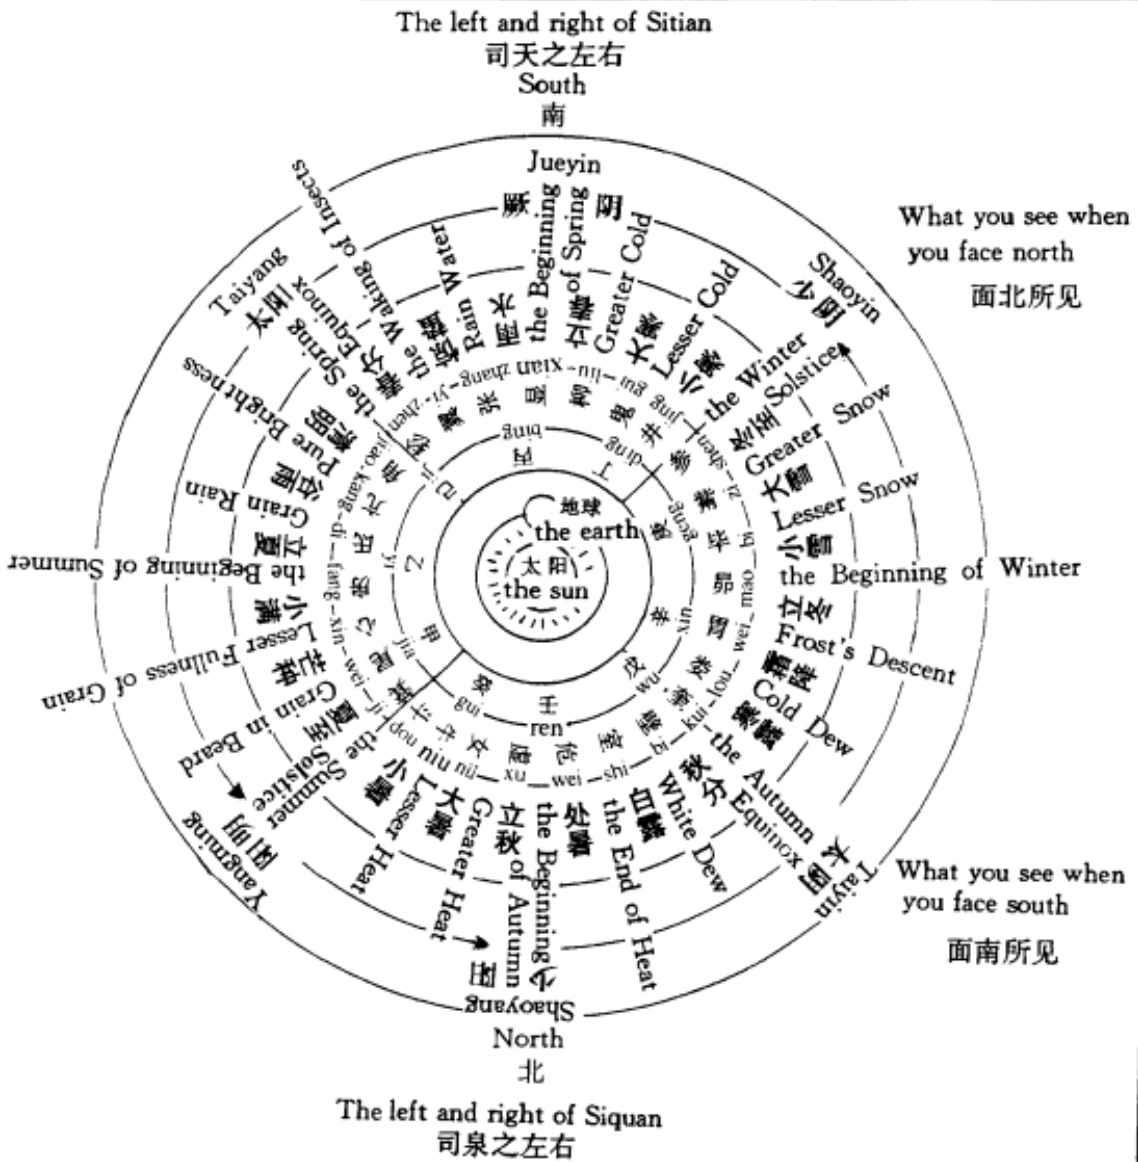 The left and right of Sitian
司天之左右
South
南
Jueyin
厥阴
Shaoyin
少阴
Taiyin
太阴
Shaoyang
少阳
Yangming
阳明
Taiyang
太阳
What you see when
you face north
面北所见
What you see when
you face south
面南所见
the Beginning
of Spring
立春
Greater Cold
大寒
Lesser Cold
小寒
the Winter
Solstice
冬至
Greater Snow
大雪
Lesser Snow
小雪
the Beginning of Winter
立冬
Frost's Descent
霜降
Cold Dew
寒露
the Autumn
Equinox
秋分
White Dew
白露
the End of Heat
处暑
the Beginning
of Autumn
立秋
Greater Heat
大暑
Lesser Heat
小暑
the Summer
Solstice
夏至
Grain in Beard
芒种
Lesser Fullness of Grain
小满
the Beginning of Summer
立夏
Grain Rain
谷雨
Pure Brightness
清明
the Spring
Equinox
春分
the Waking of Insects
惊蛰
Rain Water
雨水
xian
liu
gui
jing
shen
zi
bi
mao
wei
lou
kui
bi
shi
wei
xu
nü
niu
dou
ji
wei
xin
fang
di
kang
jiao
zhen
yi
zhang
星
柳
鬼
井
参
觜
毕
昴
胃
娄
奎
壁
室
危
虚
女
牛
斗
箕
尾
心
房
氐
亢
角
轸
翼
张
bing
丙
ding
丁
geng
庚
xin
辛
wu
戊
ren
壬
gui
癸
jia
甲
yi
乙
ji
地球
the earth
太阳
the sun
North
北
The left and right of Siquan
司泉之左右